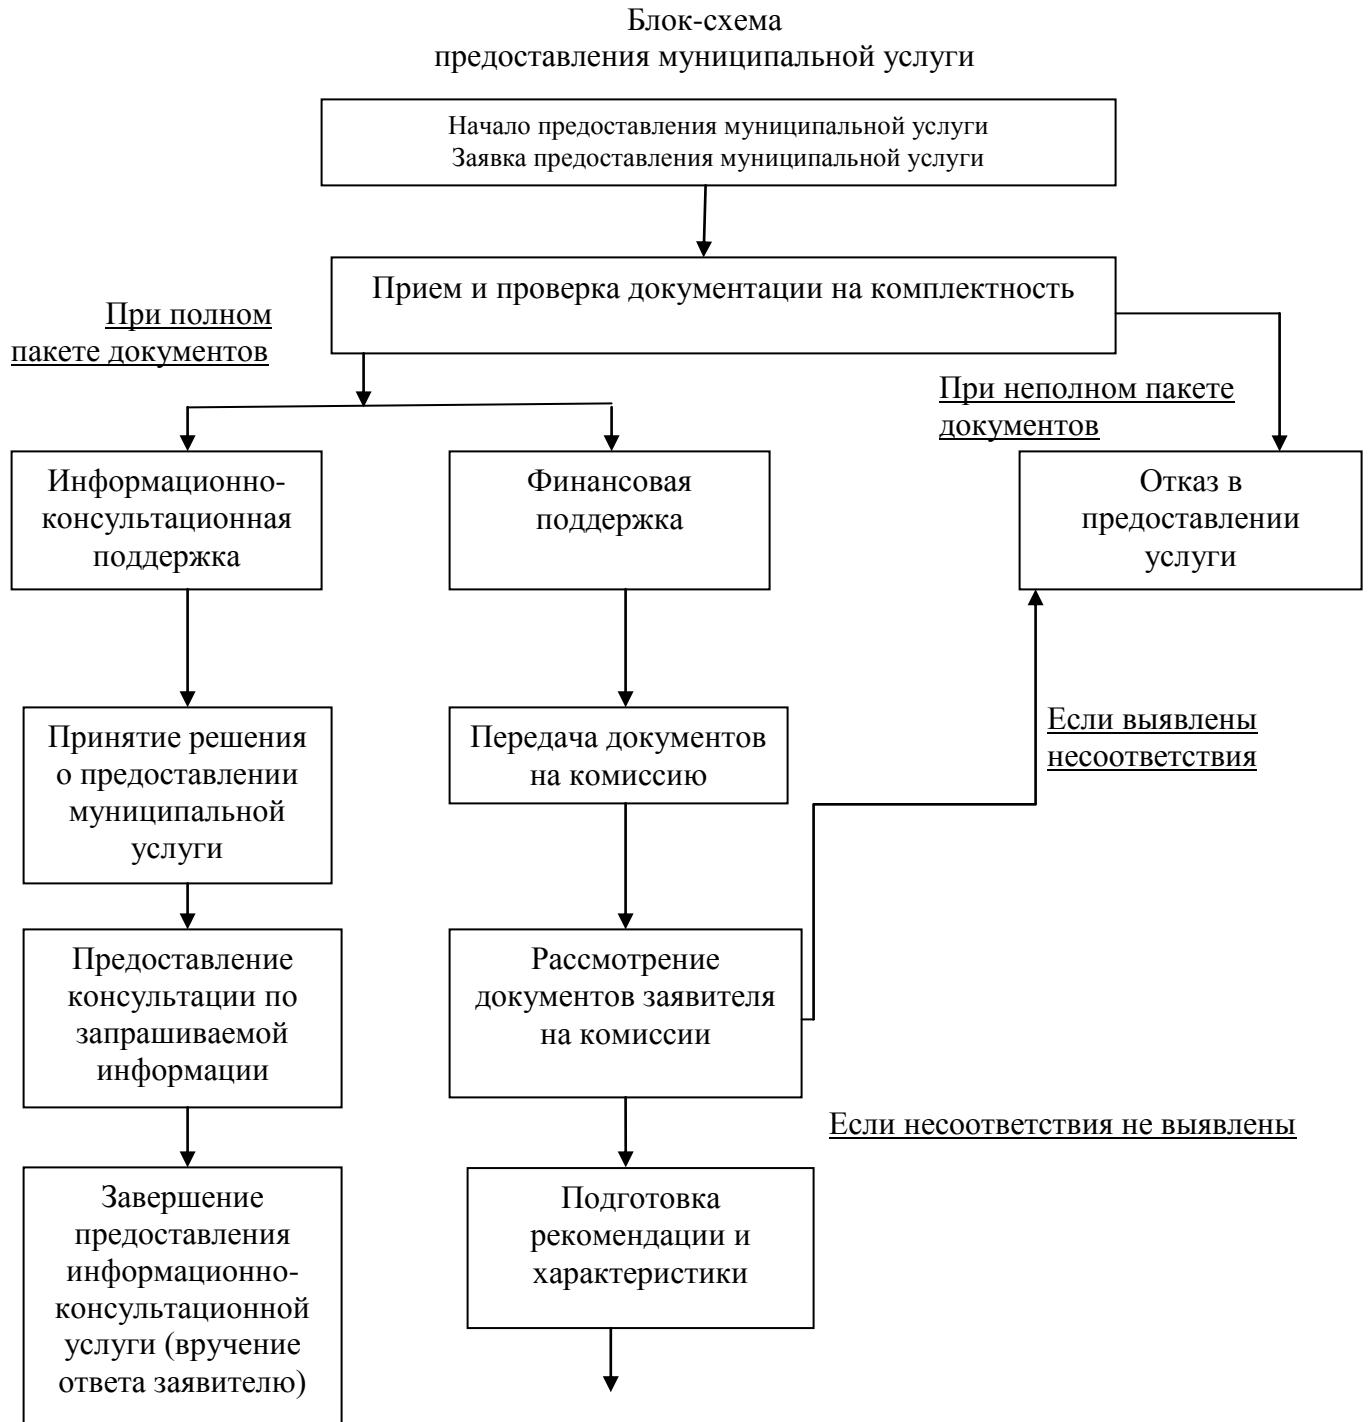 Блок-схема
предоставления муниципальной услуги
Начало предоставления муниципальной услуги
Заявка предоставления муниципальной услуги
Прием и проверка документации на комплектность
При полном
пакете документов
При неполном пакете
документов
Информационно-
консультационная
поддержка
Финансовая
поддержка
Отказ в
предоставлении
услуги
Принятие решения
о предоставлении
муниципальной
услуги
Передача документов
на комиссию
Если выявлены
несоответствия
Предоставление
консультации по
запрашиваемой
информации
Рассмотрение
документов заявителя
на комиссии
Если несоответствия не выявлены
Завершение
предоставления
информационно-
консультационной
услуги (вручение
ответа заявителю)
Подготовка
рекомендации и
характеристики